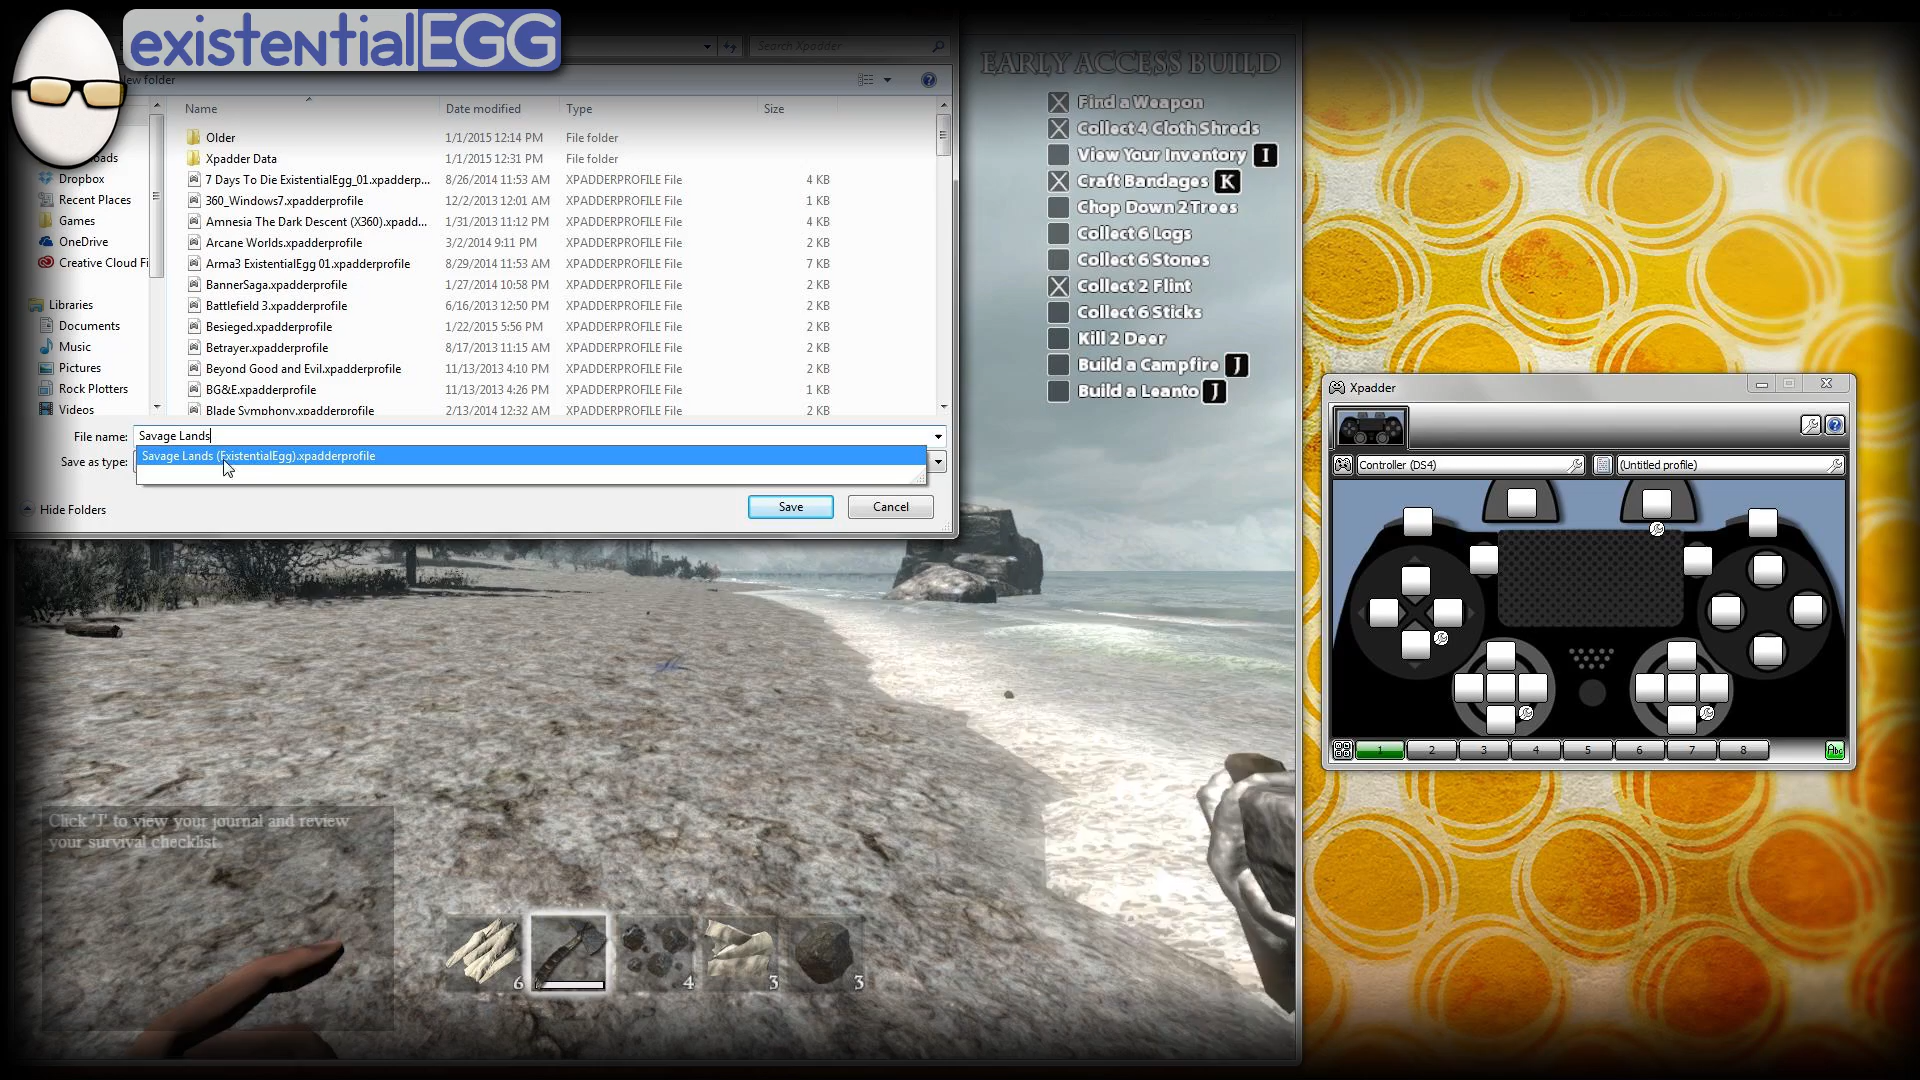 existentialEGG
Search Xpadder
ew folder
Name
Date modified
Type
Size
Older 1/1/2015 12:14 PM File folder
Xpadder Data 1/1/2015 12:31 PM File folder
7 Days To Die ExistentialEgg_01.xpadderp... 8/26/2014 11:53 AM XPADDERPROFILE File 4 KB
360_Windows7.xpadderprofile 12/2/2013 12:01 AM XPADDERPROFILE File 1 KB
Amnesia The Dark Descent (X360).xpadd... 1/31/2013 11:12 PM XPADDERPROFILE File 4 KB
Arcane Worlds.xpadderprofile 3/2/2014 9:11 PM XPADDERPROFILE File 2 KB
Arma3 ExistentialEgg 01.xpadderprofile 8/29/2014 11:53 AM XPADDERPROFILE File 7 KB
BannerSaga.xpadderprofile 1/27/2014 10:58 PM XPADDERPROFILE File 2 KB
Battlefield 3.xpadderprofile 6/16/2013 12:50 PM XPADDERPROFILE File 2 KB
Besieged.xpadderprofile 1/22/2015 5:56 PM XPADDERPROFILE File 2 KB
Betrayer.xpadderprofile 8/17/2013 11:15 AM XPADDERPROFILE File 2 KB
Beyond Good and Evil.xpadderprofile 11/13/2013 4:10 PM XPADDERPROFILE File 2 KB
BG&E.xpadderprofile 11/13/2013 4:26 PM XPADDERPROFILE File 1 KB
Blade Symphony.xpadderprofile 2/13/2014 12:32 AM XPADDERPROFILE File 2 KB
oads
Dropbox
Recent Places
Games
OneDrive
Creative Cloud Fi
Libraries
Documents
Music
Pictures
Rock Plotters
Videos
File name: Savage Lands
Save as type:
Savage Lands (ExistentialEgg).xpadderprofile
Hide Folders
Save
Cancel
EARLY ACCESS BUILD
Find a Weapon
Collect 4 Cloth Shreds
View Your Inventory I
Craft Bandages K
Chop Down 2 Trees
Collect 6 Logs
Collect 6 Stones
Collect 2 Flint
Collect 6 Sticks
Kill 2 Deer
Build a Campfire J
Build a Leanto J
Xpadder
Controller (DS4)
(Untitled profile)
1 2 3 4 5 6 7 8 Abc
Click 'J' to view your journal and review
your survival checklist.
6 4 3 3